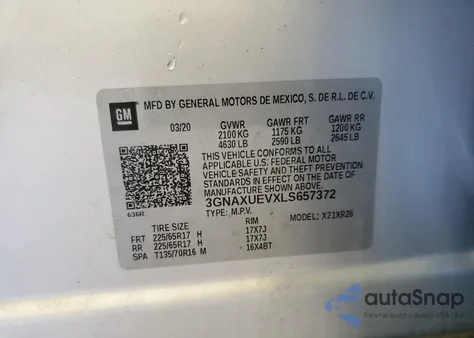 GM
MFD BY GENERAL MOTORS DE MEXICO, S. DE R.L. DE C.V.
03/20 GVWR GAWR FRT GAWR RR
2100 KG 1175 KG 1200 KG
4630 LB 2590 LB 2645 LB
THIS VEHICLE CONFORMS TO ALL
APPLICABLE U.S. FEDERAL MOTOR
VEHICLE SAFETY AND THEFT PREVENTION
STANDARDS IN EFFECT ON THE DATE OF
MANUFACTURE SHOWN ABOVE.
3GNAXUEVXLS657372
636R
TYPE: M.P.V. MODEL: X21XR26
TIRE SIZE RIM
FRT 225/65R17 H 17X7J
RR 225/65R17 H 17X7J
SPA T135/70R16 M 16X4BT
autaSnap